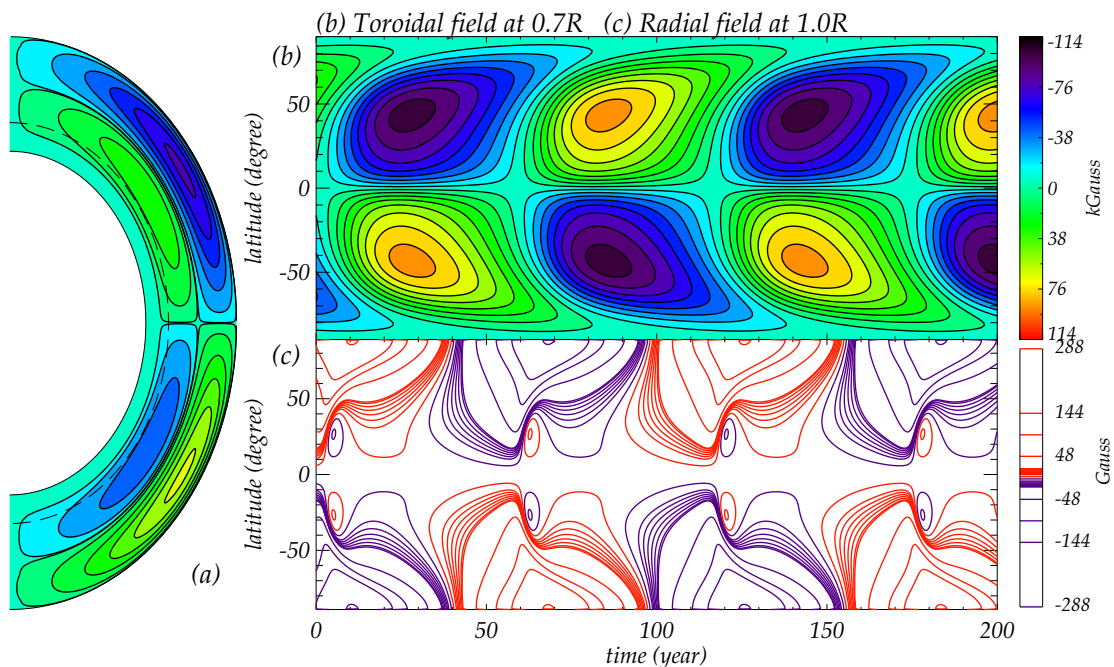 (b) Toroidal field at 0.7R (c) Radial field at 1.0R
(b)
50
0
-50
latitude (degree)
-114
-76
-38
0
38
76
114
kGauss
(a)
(c)
50
0
-50
latitude (degree)
288
144
48
-48
-144
-288
Gauss
0
50
100
150
200
time (year)